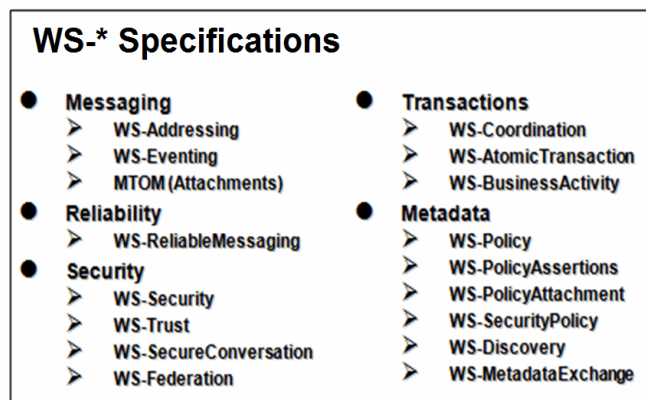 WS-* Specifications
Messaging
WS-Addressing
WS-Eventing
MTOM (Attachments)
Reliability
WS-ReliableMessaging
Security
WS-Security
WS-Trust
WS-SecureConversation
WS-Federation
Transactions
WS-Coordination
WS-AtomicTransaction
WS-BusinessActivity
Metadata
WS-Policy
WS-PolicyAssertions
WS-PolicyAttachment
WS-SecurityPolicy
WS-Discovery
WS-MetadataExchange